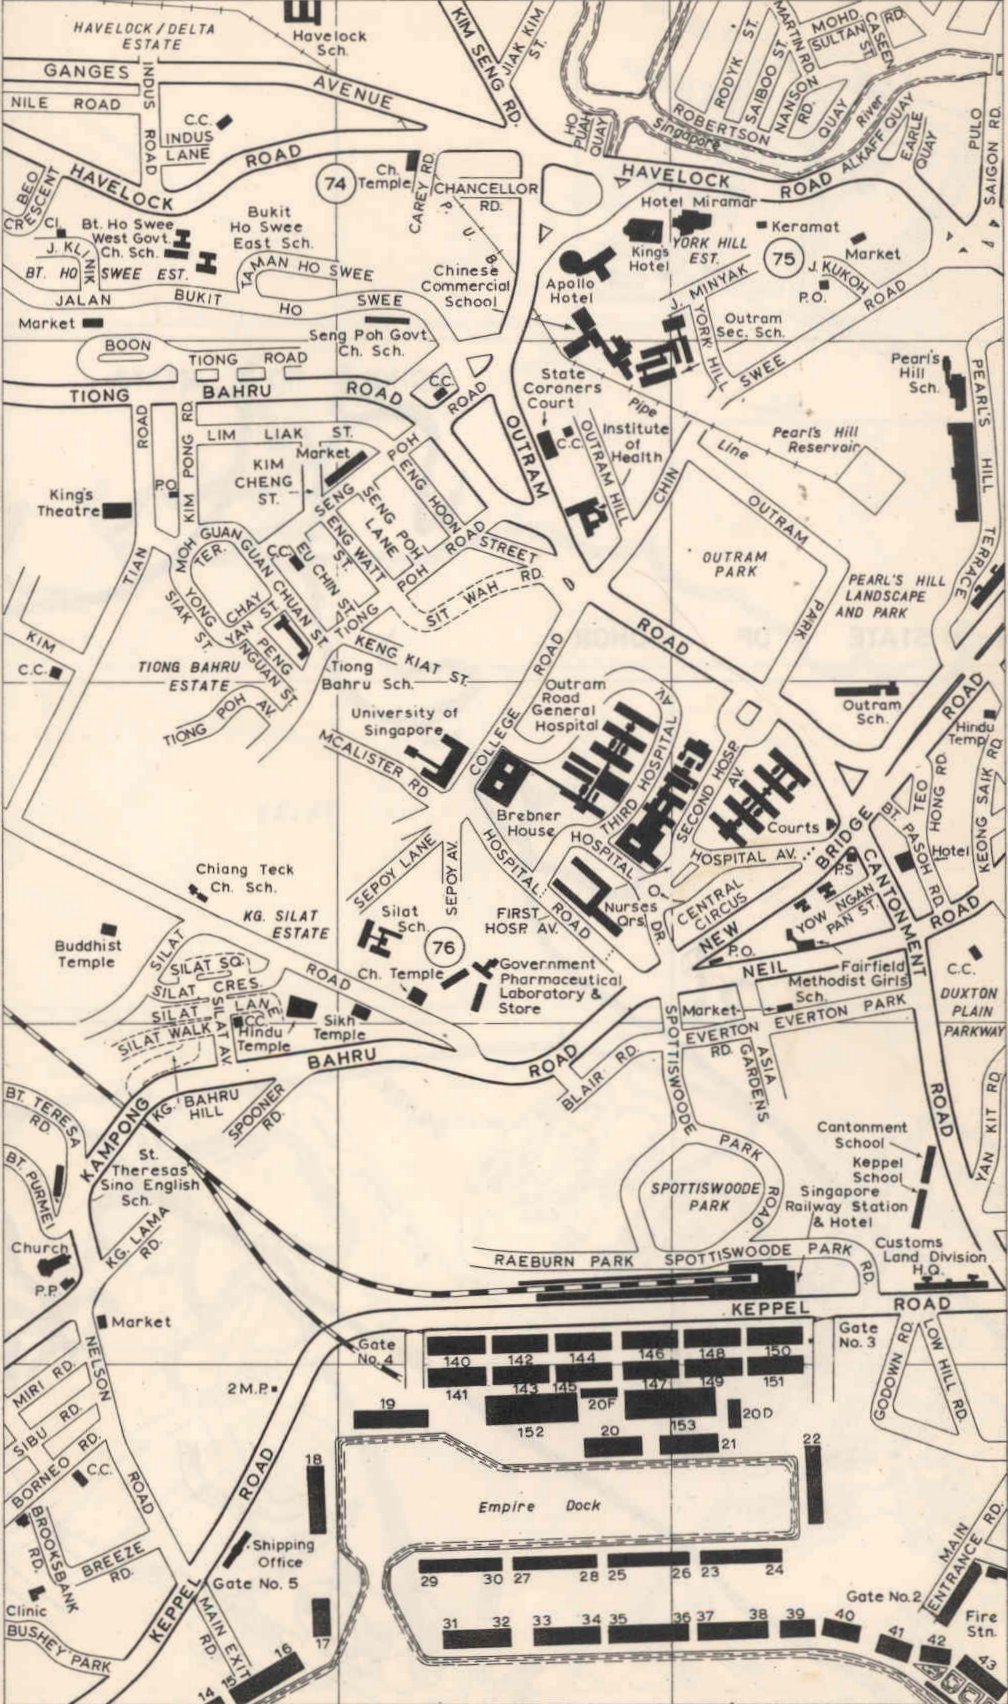 HAVELOCK/DELTA
ESTATE
Havelock
Sch.
KIM SENG RD.
JIAK KIM
ST.
RODYK ST.
SAIBOO ST.
MARTIN RD.
NANSON
RD.
MOHD
SULTAN
CASEEN
ST.
RD.
GANGES
AVENUE
INDUS
ROAD
NILE ROAD
C.C.
INDUS
LANE
HO
PUAH
QUAY
ROBERTSON
QUAY
Singapore
River
ALKAFF QUAY
EARLE
QUAY
PULO
SAIGON RD.
HAVELOCK
ROAD
BEO
CRESCENT
74
Ch.
Temple
CAREY RD
CHANCELLOR
RD.
P. U. B.
HAVELOCK
ROAD
Hotel Miramar
Keramat
King's
Hotel
YORK HILL
EST.
75
Market
J. KUKOH
P.O.
J. MINYAK
Cl.
J. KLINIK
Bt. Ho Swee
West Govt.
Ch. Sch.
Bukit
Ho Swee
East Sch.
BT. HO SWEE EST.
TAMAN HO SWEE
JALAN BUKIT HO SWEE
Chinese
Commercial
School
Apollo
Hotel
YORK HILL
Outram
Sec. Sch.
SWEE
ROAD
CHIN
Market
Seng Poh Govt
Ch. Sch.
BOON
TIONG ROAD
TIONG BAHRU ROAD
C.C.
ROAD
OUTRAM
State
Coroners
Court
C.C.
OUTRAM HILL
Institute
of
Health
Pipe
Line
Pearl's Hill
Reservoir
Pearl's
Hill
Sch.
PEARL'S
HILL
TERRACE
ROAD
KIM PONG RD.
P.O.
LIM LIAK ST.
Market
KIM
CHENG
ST.
SENG
POH
SENG POH
LANE
ENG HOON
STREET
ROAD
King's
Theatre
TIAN
MOH GUAN
TER.
GUAN CHUAN ST.
C.C.
EU CHIN ST.
ENG WATT
ST.
TIONG
POH
SIT WAH RD.
YONG
SIAK
ST.
CHAY
YAN
ST.
PENG
NGUAN ST.
KENG KIAT ST.
Tiong
Bahru Sch.
OUTRAM
PARK
OUTRAM
PARK
PEARL'S HILL
LANDSCAPE
AND PARK
KIM
C.C.
TIONG BAHRU
ESTATE
TIONG POH AV.
ROAD
COLLEGE
ROAD
Outram
Road
General
Hospital
University of
Singapore
MCALISTER RD
AV.
THIRD HOSPITAL
SECOND HOSP.
AV.
Outram
Sch.
ROAD
Hindu
Temp.
KEONG SAIK RD
TEO
HONG RD.
BT. PASOH RD.
Hotel
Brebner
House
HOSPITAL
HOSPITAL AV.
Courts
P.S
BRIDGE
CANTONMENT
ROAD
HOSPITAL
ROAD
FIRST
HOSP. AV.
Nurses
Qrs.
DR.
CENTRAL
CIRCUS
NEW
YOW NGAN
PAN ST.
SEPOY LANE
SEPOY AV.
Chiang Teck
Ch. Sch.
KG. SILAT
ESTATE
Silat
Sch.
76
Buddhist
Temple
SILAT
ROAD
SILAT SQ.
SILAT CRES.
SILAT LANE
SILAT WALK
SILAT AV.
C.C.
Hindu
Temple
Sikh
Temple
Ch. Temple
Government
Pharmaceutical
Laboratory &
Store
P.O.
NEIL
ROAD
Fairfield
Methodist Girls
Sch.
C.C.
DUXTON
PLAIN
PARKWAY
Market
EVERTON PARK
EVERTON
RD.
ASIA
GARDENS
SPOTTISWOODE
PARK
ROAD
BLAIR RD.
KAMPONG
BAHRU
ROAD
KG. BAHRU
HILL
SPOONER
RD.
BT. TERESA
RD.
BT. PURMEI
St.
Theresas
Sino English
Sch.
KG. LAMA
RD.
Church
P.P.
Market
SPOTTISWOODE
PARK
ROAD
YAN KIT RD.
Cantonment
School
Keppel
School
Singapore
Railway Station
& Hotel
Customs
Land Division
H.Q.
RAEBURN PARK
SPOTTISWOODE PARK
RD.
KEPPEL
ROAD
Gate
No. 4
Gate
No. 3
GODOWN RD.
LOW HILL RD.
140 142 144 146 148 150
141 143 145 147 149 151
19
152
20F
153
20D
20
21
22
2 M.P.
NELSON
ROAD
MIRI RD.
SIBU RD.
BORNEO RD.
C.C.
BROOKSBANK
RD.
BREEZE
RD.
Clinic
BUSHEY PARK
KEPPEL
ROAD
18
Empire Dock
Shipping
Office
Gate No. 5
MAIN EXIT
RD.
29 30 27 28 25 26 23 24
31 32 33 34 35 36 37 38 39 40
41 42 43
17
16
15
14
MAIN
ENTRANCE RD.
Gate No. 2
Fire
Stn.